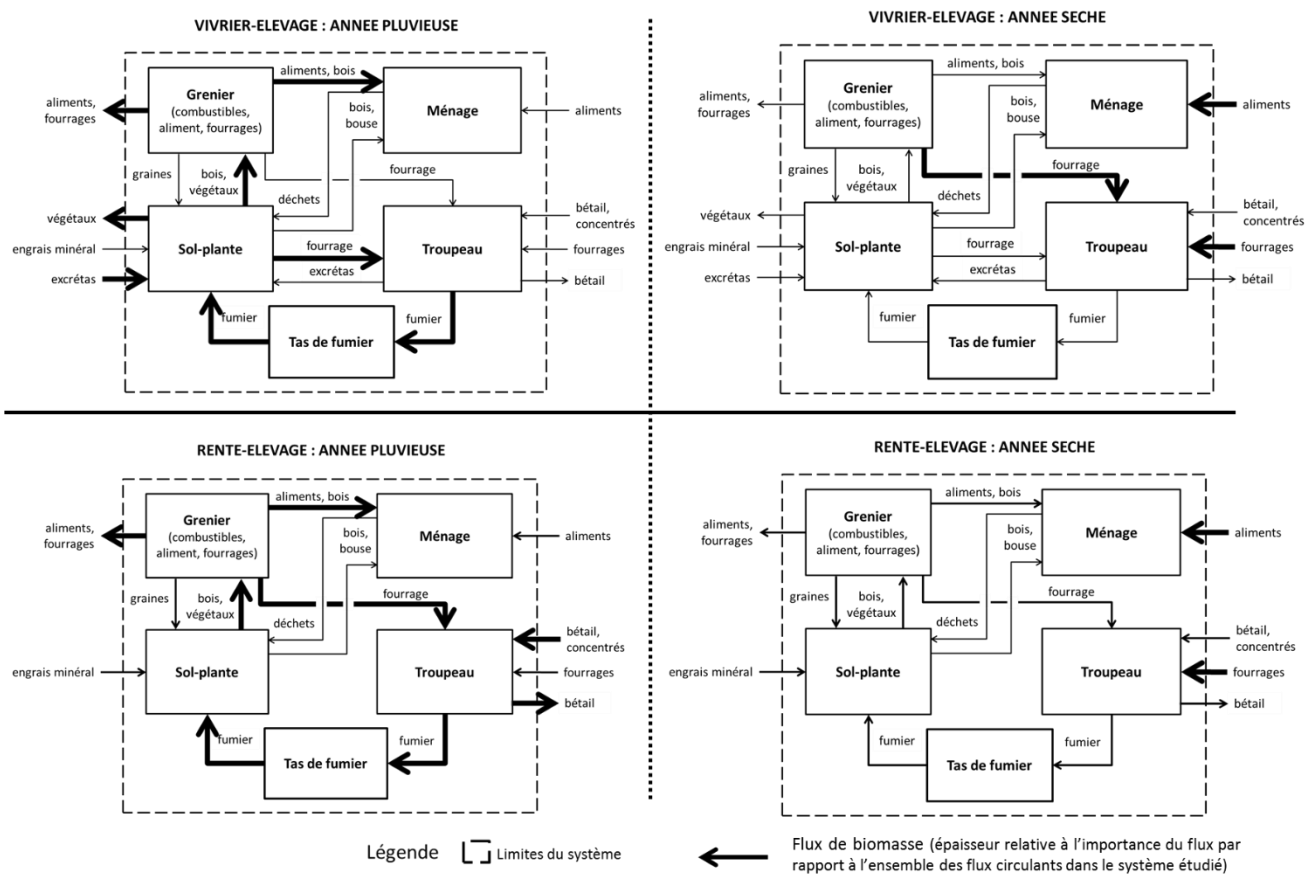 VIVRIER-ELEVAGE : ANNEE PLUVIEUSE
aliments, bois
Grenier
(combustibles,
aliment, fourrages)
aliments,
fourrages
Ménage
aliments
bois,
bouse
graines
bois,
végétaux
fourrage
déchets
végétaux
engrais minéral
excrétas
Sol-plante
fourrage
excrétas
Troupeau
bétail,
concentrés
fourrages
bétail
fumier
Tas de fumier
fumier
VIVRIER-ELEVAGE : ANNEE SECHE
aliments, bois
Grenier
(combustibles,
aliment, fourrages)
aliments,
fourrages
Ménage
aliments
bois,
bouse
graines
bois,
végétaux
fourrage
déchets
végétaux
engrais minéral
excrétas
Sol-plante
fourrage
excrétas
Troupeau
bétail,
concentrés
fourrages
bétail
fumier
Tas de fumier
fumier
RENTE-ELEVAGE : ANNEE PLUVIEUSE
aliments, bois
Grenier
(combustibles,
aliment, fourrages)
aliments,
fourrages
Ménage
aliments
bois,
bouse
graines
bois,
végétaux
fourrage
déchets
engrais minéral
Sol-plante
Troupeau
bétail,
concentrés
fourrages
bétail
fumier
Tas de fumier
fumier
RENTE-ELEVAGE : ANNEE SECHE
aliments, bois
Grenier
(combustibles,
aliment, fourrages)
aliments,
fourrages
Ménage
aliments
bois,
bouse
graines
bois,
végétaux
fourrage
déchets
engrais minéral
Sol-plante
Troupeau
bétail,
concentrés
fourrages
bétail
fumier
Tas de fumier
fumier
Légende
Limites du système
Flux de biomasse (épaisseur relative à l'importance du flux par
rapport à l'ensemble des flux circulants dans le système étudié)